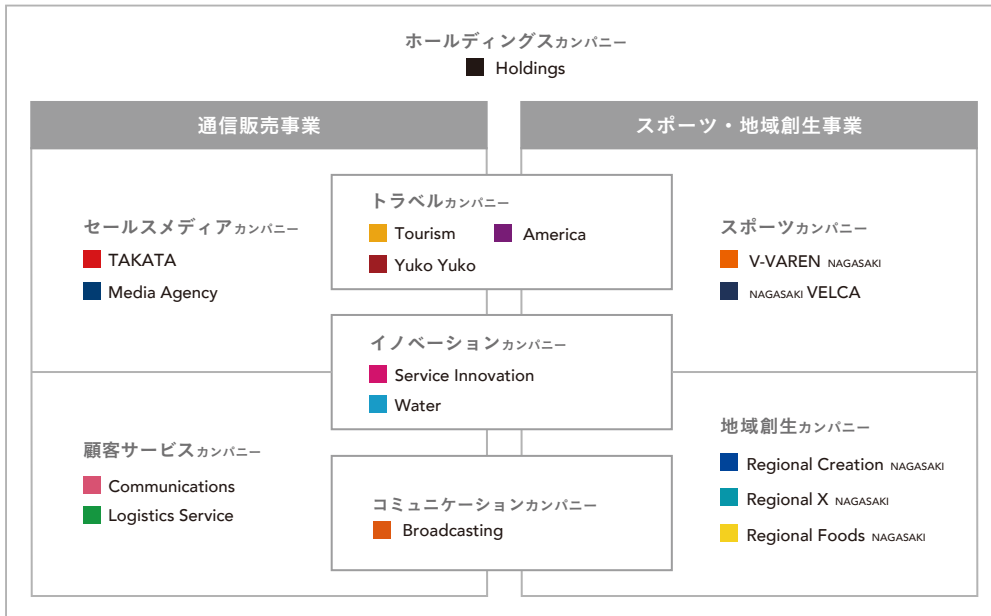 ホールディングスカンパニー
Holdings
通信販売事業
スポーツ・地域創生事業
セールスメディアカンパニー
TAKATA
Media Agency
トラベルカンパニー
Tourism America
Yuko Yuko
スポーツカンパニー
V-VAREN NAGASAKI
NAGASAKI VELCA
イノベーションカンパニー
Service Innovation
Water
顧客サービスカンパニー
Communications
Logistics Service
コミュニケーションカンパニー
Broadcasting
地域創生カンパニー
Regional Creation NAGASAKI
Regional X NAGASAKI
Regional Foods NAGASAKI